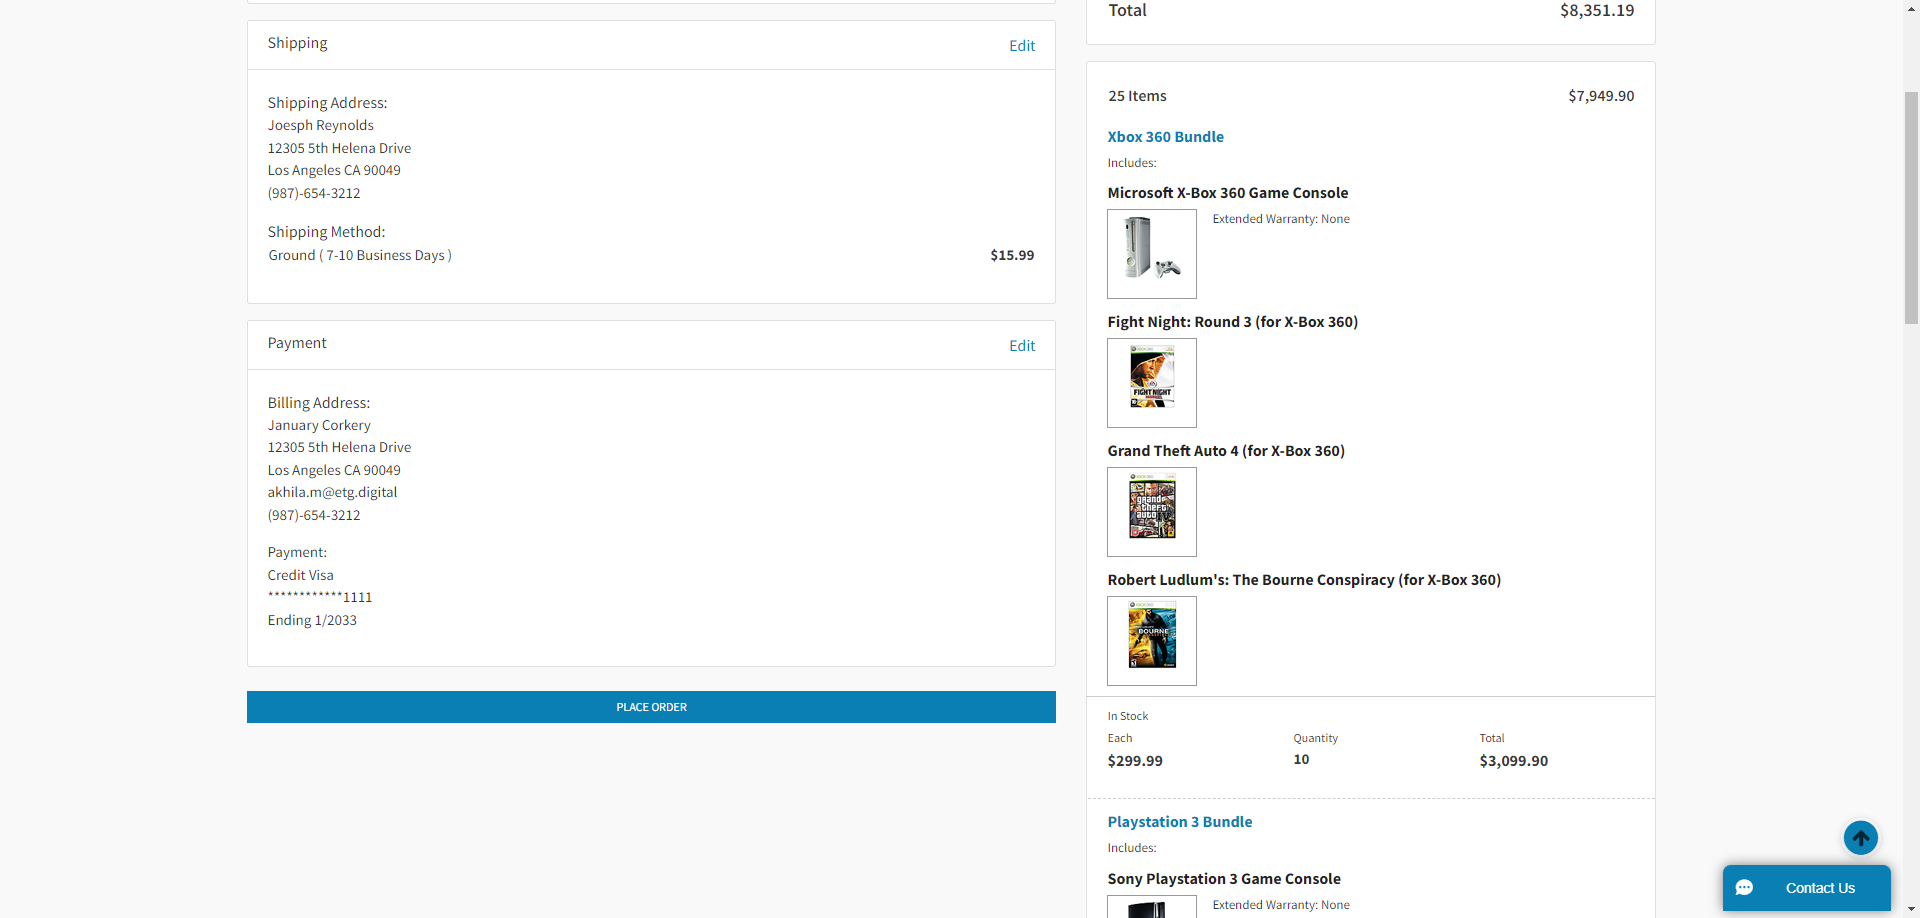 Shipping
Edit
Shipping Address:
Joesph Reynolds
12305 5th Helena Drive
Los Angeles CA 90049
(987)-654-3212
Shipping Method:
Ground ( 7-10 Business Days )
$15.99
Payment
Edit
Billing Address:
January Corkery
12305 5th Helena Drive
Los Angeles CA 90049
akhila.m@etg.digital
(987)-654-3212
Payment:
Credit Visa
************1111
Ending 1/2033
PLACE ORDER
Total $8,351.19
25 Items $7,949.90
Xbox 360 Bundle
Includes:
Microsoft X-Box 360 Game Console
Extended Warranty: None
Fight Night: Round 3 (for X-Box 360)
FIGHT NIGHT
Grand Theft Auto 4 (for X-Box 360)
grand
theft
auto
Robert Ludlum's: The Bourne Conspiracy (for X-Box 360)
BOURNE
In Stock
Each Quantity Total
$299.99 10 $3,099.90
Playstation 3 Bundle
Includes:
Sony Playstation 3 Game Console
Extended Warranty: None
Contact Us